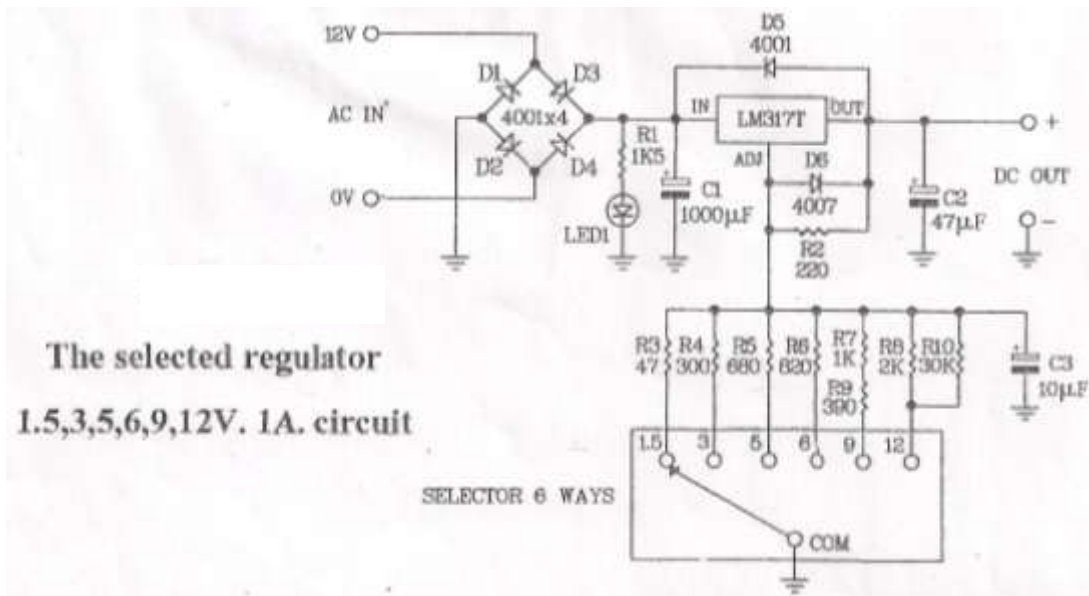 12V
AC IN
0V
D1
D3
4001x4
D2
D4
R1
1K5
LED1
C1
1000µF
D5
4001
IN
LM317T
OUT
ADJ
D6
4007
R2
220
C2
47µF
DC OUT
+
-
The selected regulator
1.5,3,5,6,9,12V. 1A. circuit
R3
47
R4
300
R5
680
R6
820
R7
1K
R9
390
R8
2K
R10
30K
C3
10µF
1.5
3
5
6
9
12
SELECTOR 6 WAYS
COM